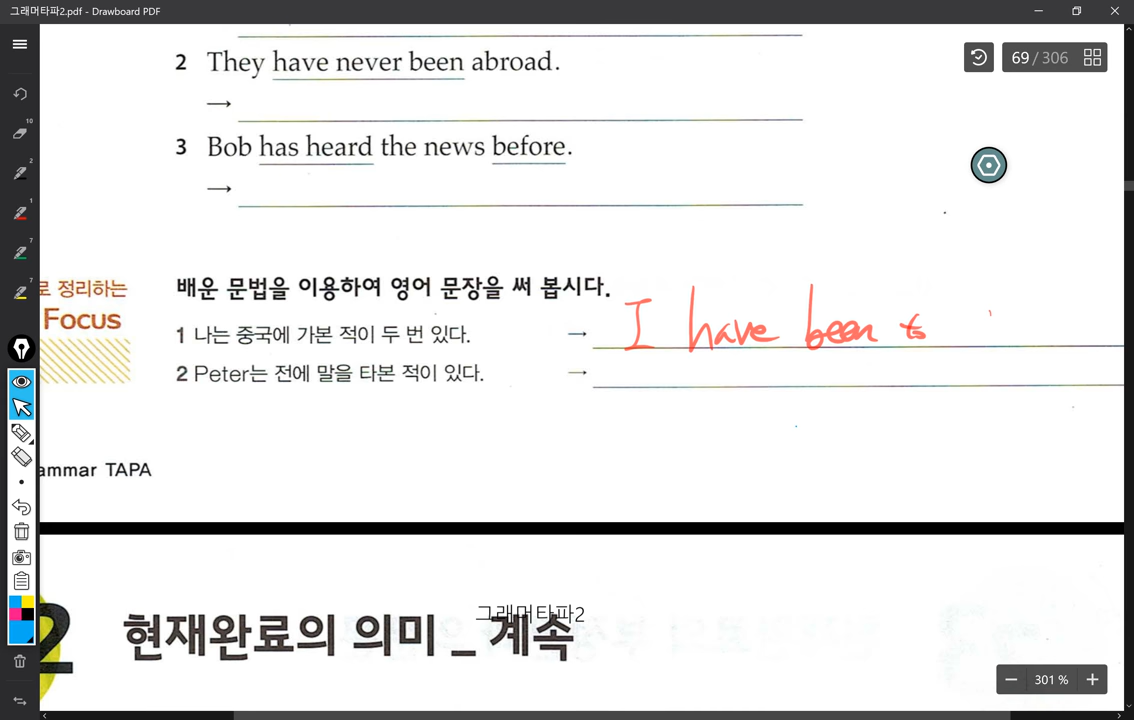 그래머타파2.pdf - Drawboard PDF
2 They have never been abroad.
→
69 / 306
3 Bob has heard the news before.
→
로 정리하는
Focus
배운 문법을 이용하여 영어 문장을 써 봅시다.
1 나는 중국에 가본 적이 두 번 있다. → I have been to
2 Peter는 전에 말을 타본 적이 있다. →
ammar TAPA
그래머타파2
2 현재완료의 의미 _ 계속
301 %
10
2
1
7
7